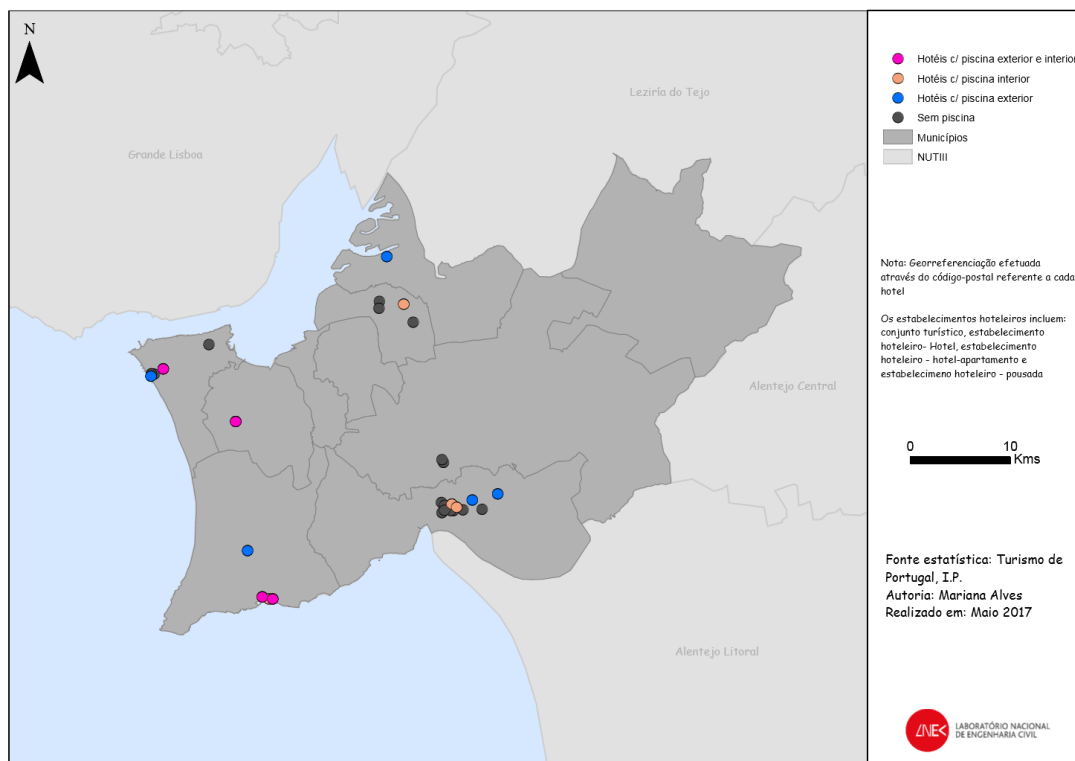 N
Grande Lisboa
Leziría do Tejo
Alentejo Central
Alentejo Litoral
Hotéis c/ piscina exterior e interior
Hotéis c/ piscina interior
Hotéis c/ piscina exterior
Sem piscina
Municípios
NUTIII
Nota: Georreferenciação efetuada
através do código-postal referente a cada
hotel
Os estabelecimentos hoteleiros incluem:
conjunto turístico, estabelecimento
hoteleiro- Hotel, estabelecimento
hoteleiro - hotel-apartamento e
estabelecimeno hoteleiro - pousada
0 10
Kms
Fonte estatística: Turismo de
Portugal, I.P.
Autoria: Mariana Alves
Realizado em: Maio 2017
LNEC
LABORATÓRIO NACIONAL
DE ENGENHARIA CIVIL